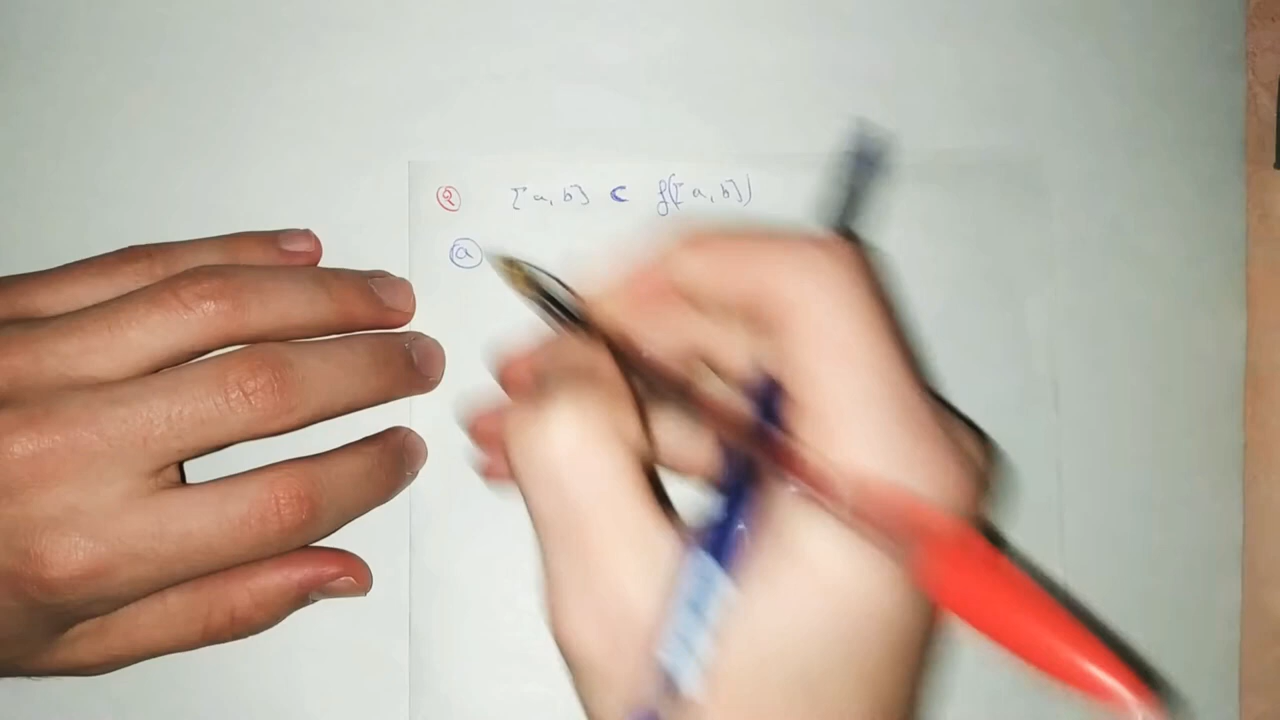 ② [a, b] ⊂ f([a, b])
ⓐ